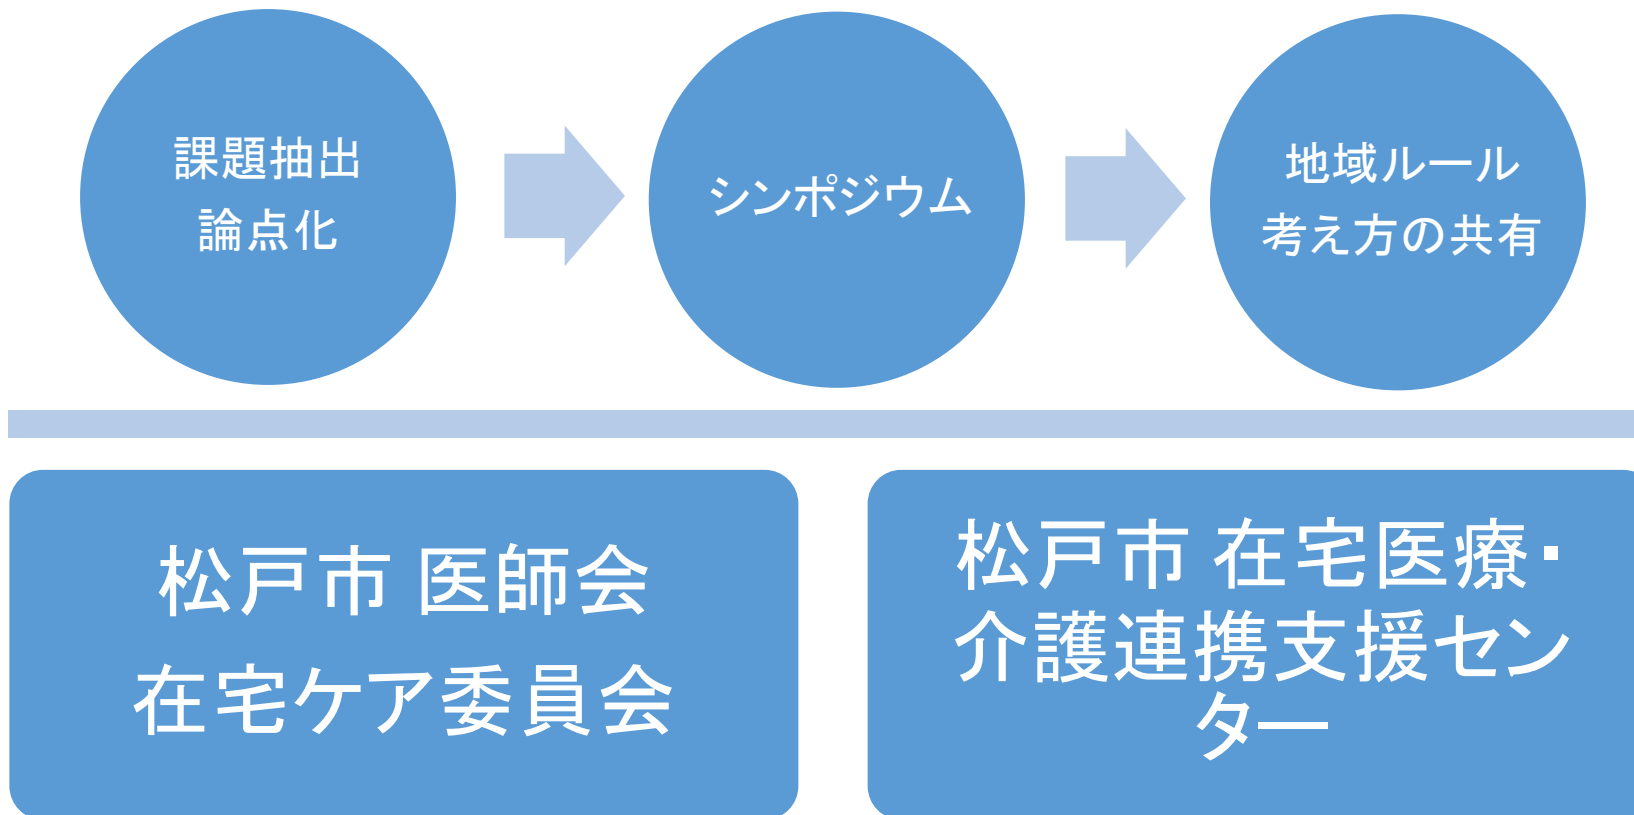 課題抽出
論点化
シンポジウム
地域ルール
考え方の共有
松戸市 医師会
在宅ケア委員会
松戸市 在宅医療・
介護連携支援セン
ター